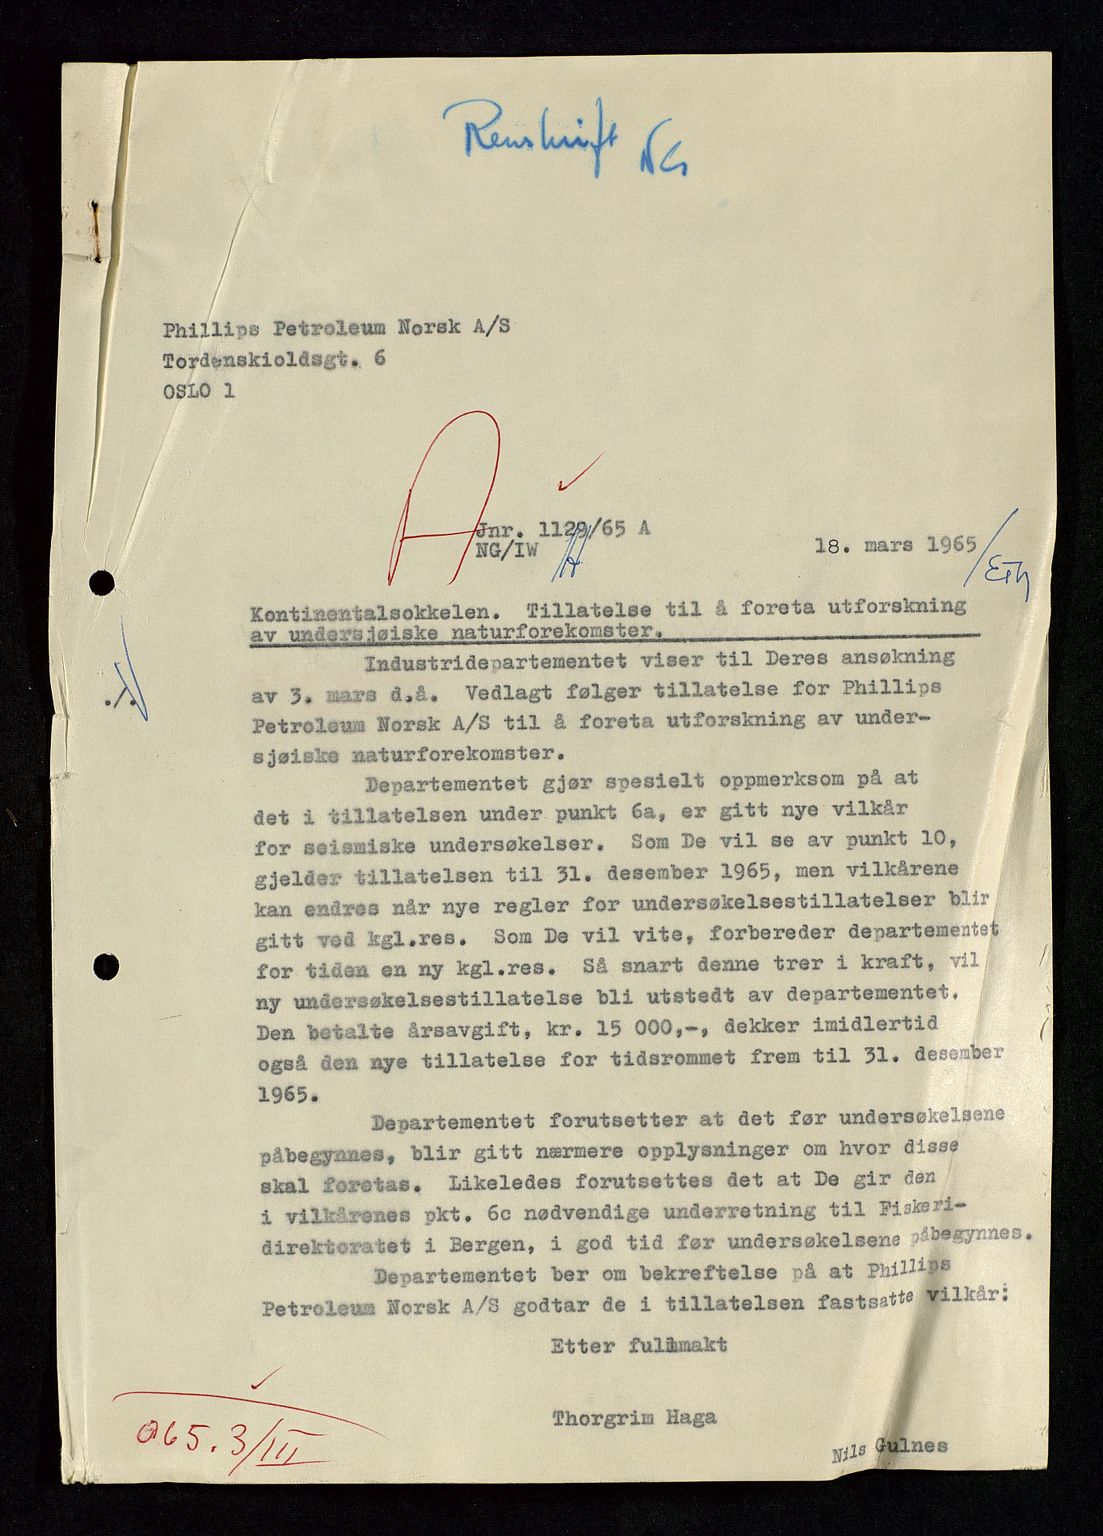 Renskrift NG
Phillips Petroleum Norsk A/S
Tordenskioldsgt. 6
OSLO 1
A
Jnr. 1129/65 A
NG/IW
18. mars 1965
Kontinentalsokkelen. Tillatelse til å foreta utforskning
av undersjøiske naturforekomster.
Industridepartementet viser til Deres ansøkning
av 3. mars d.å. Vedlagt følger tillatelse for Phillips
Petroleum Norsk A/S til å foreta utforskning av under-
sjøiske naturforekomster.
Departementet gjør spesielt oppmerksom på at
det i tillatelsen under punkt 6a, er gitt nye vilkår
for seismiske undersøkelser. Som De vil se av punkt 10,
gjelder tillatelsen til 31. desember 1965, men vilkårene
kan endres når nye regler for undersøkelsestillatelser blir
gitt ved kgl.res. Som De vil vite, forbereder departementet
for tiden en ny kgl.res. Så snart denne trer i kraft, vil
ny undersøkelsestillatelse bli utstedt av departementet.
Den betalte årsavgift, kr. 15 000,-, dekker imidlertid
også den nye tillatelse for tidsrommet frem til 31. desember
1965.
Departementet forutsetter at det før undersøkelsene
påbegynnes, blir gitt nærmere opplysninger om hvor disse
skal foretas. Likeledes forutsettes det at De gir den
i vilkårenes pkt. 6c nødvendige underretning til Fiskeri-
direktoratet i Bergen, i god tid før undersøkelsene påbegynnes.
Departementet ber om bekreftelse på at Phillips
Petroleum Norsk A/S godtar de i tillatelsen fastsatte vilkår.
Etter fullmakt
Thorgrim Haga
Nils Gulnes
065.3/III